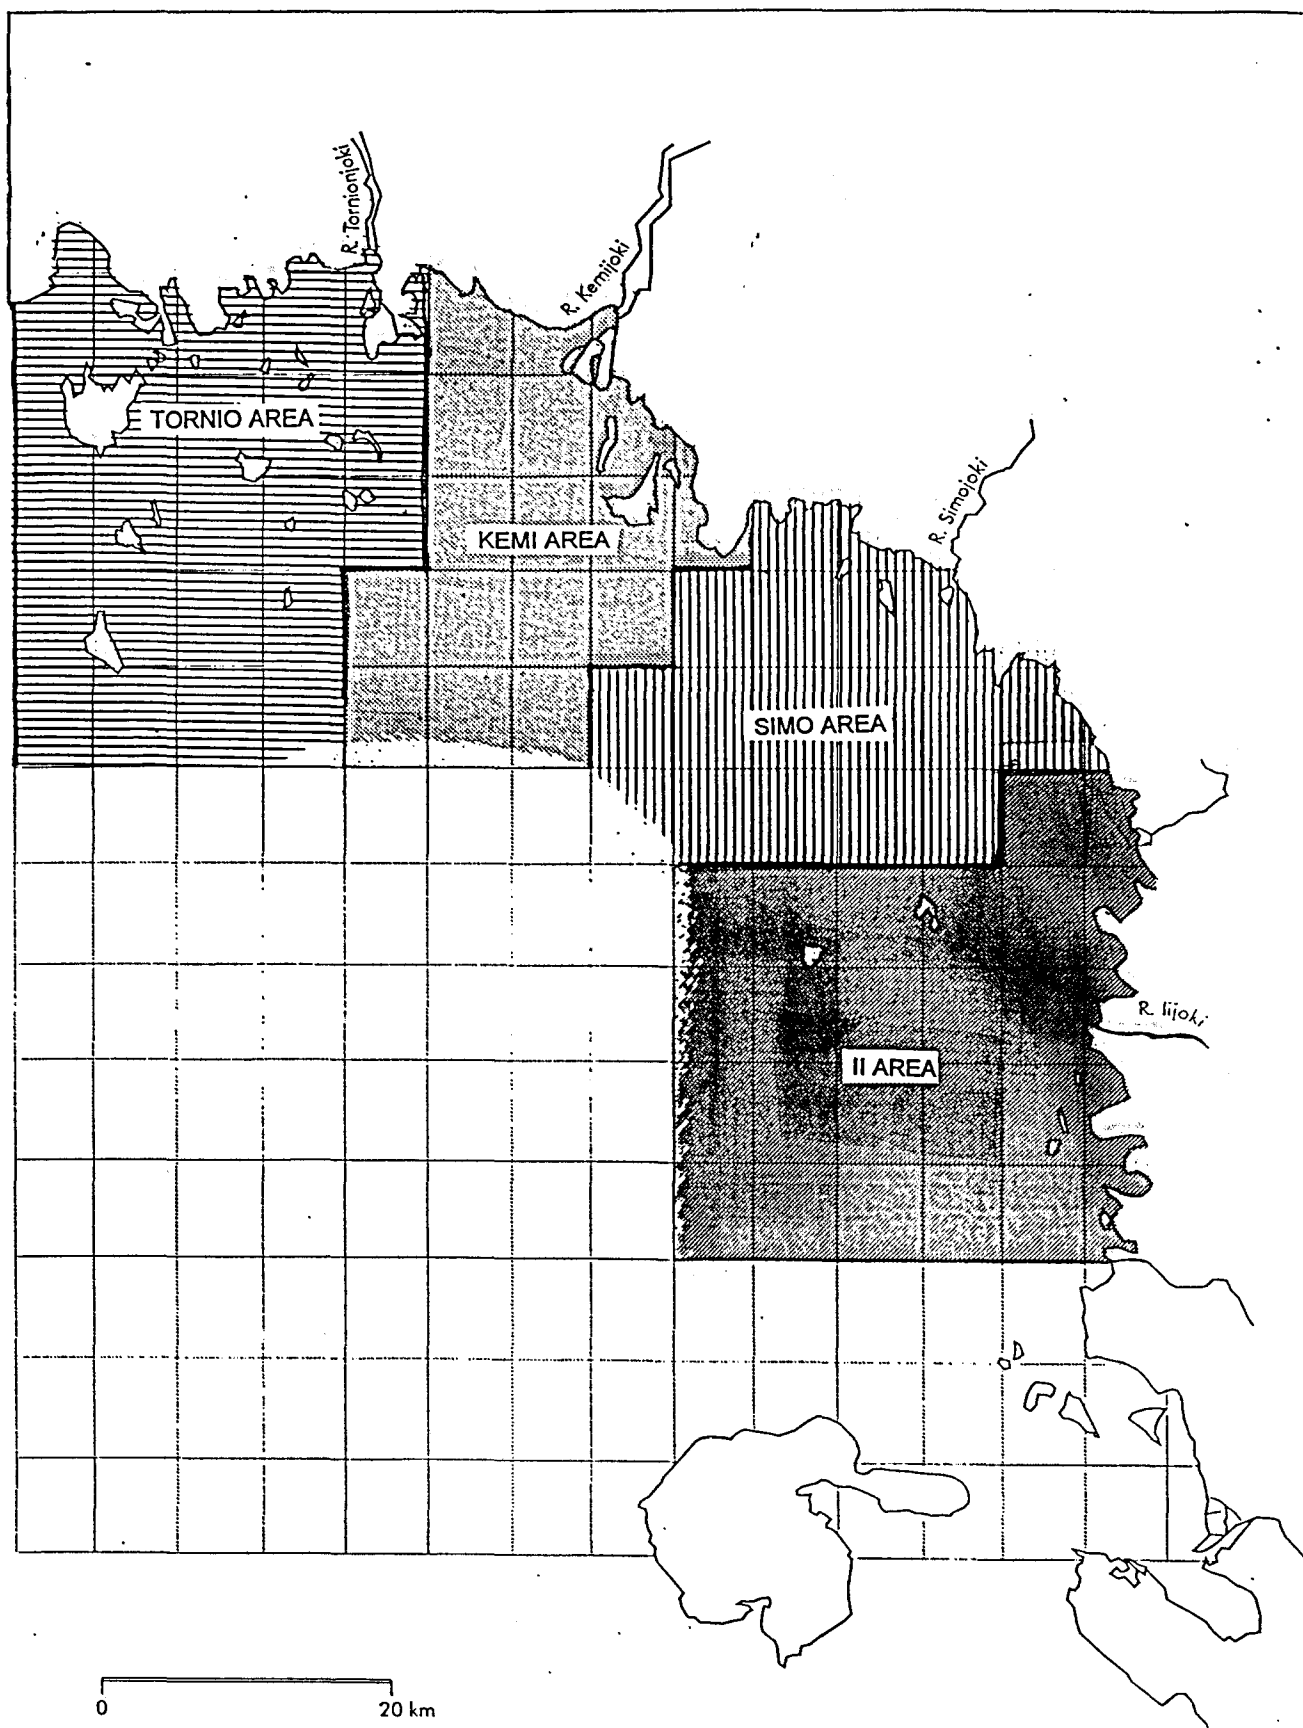 R. Tornionjoki
R. Kemijoki
TORNIO AREA
R. Simojoki
KEMI AREA
SIMO AREA
R. Iijoki
II AREA
0
20 km